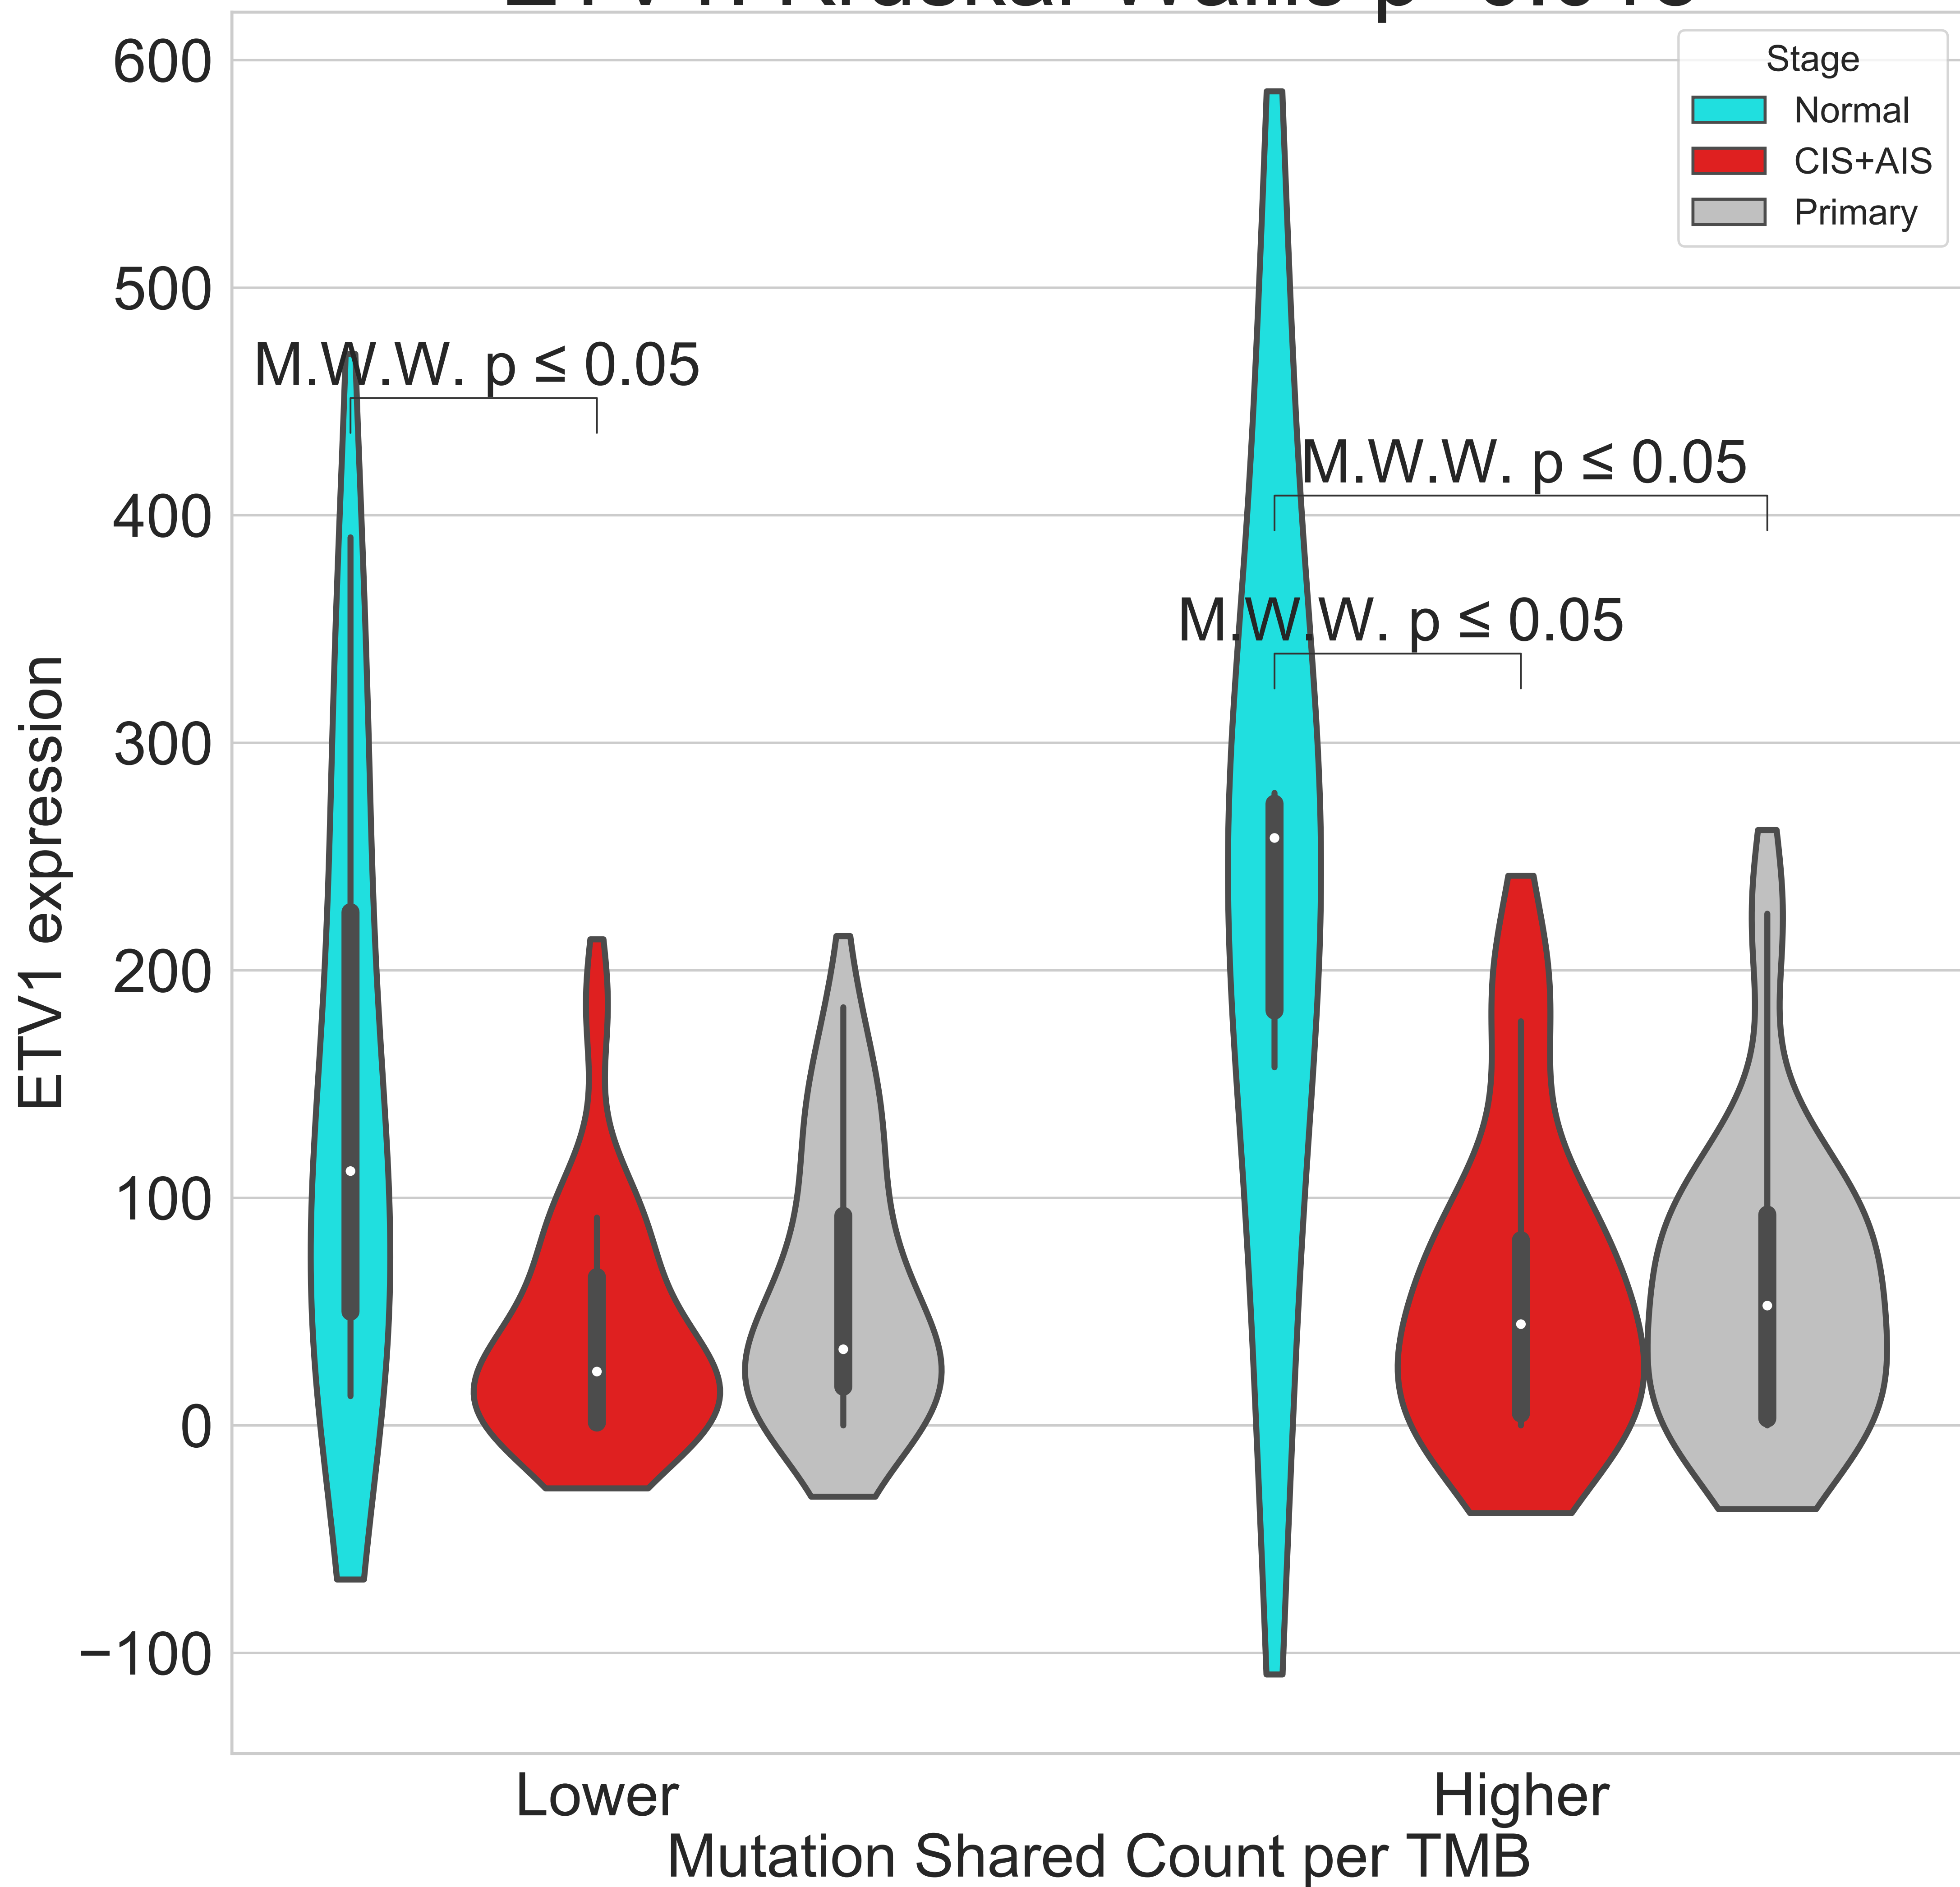 600
500
400
300
200
100
0
−100
ETV1 expression
Stage
Normal
CIS+AIS
Primary
M.W.W. p ≤ 0.05
M.W.W. p ≤ 0.05
M.W.W. p ≤ 0.05
Lower
Higher
Mutation Shared Count per TMB